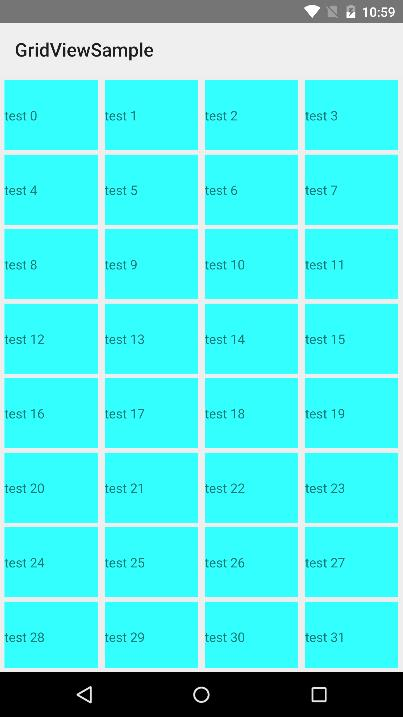 10:59
GridViewSample
test 0 test 1 test 2 test 3
test 4 test 5 test 6 test 7
test 8 test 9 test 10 test 11
test 12 test 13 test 14 test 15
test 16 test 17 test 18 test 19
test 20 test 21 test 22 test 23
test 24 test 25 test 26 test 27
test 28 test 29 test 30 test 31